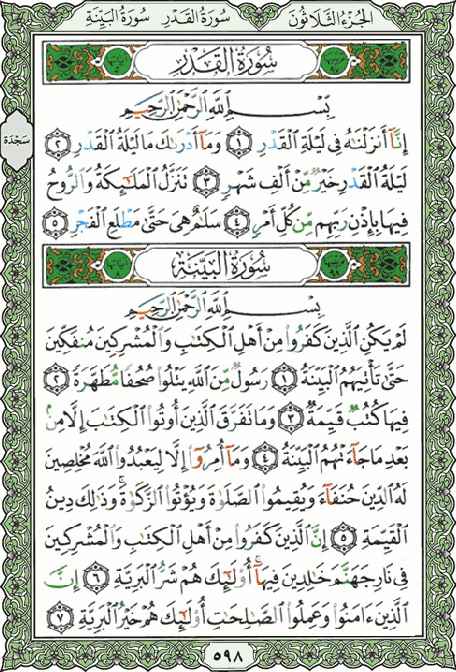 سُورَةُ البَيِّنَةِ سُورَةُ القَدْرِ الجُزْءُ الثَّلَاثُونَ
سَجْدَة
سُورَةُ القَدْرِ
بِسْمِ اللَّهِ الرَّحْمَٰنِ الرَّحِيمِ
إِنَّآ أَنزَلْنَٰهُ فِى لَيْلَةِ ٱلْقَدْرِ ١ وَمَآ أَدْرَىٰكَ مَا لَيْلَةُ ٱلْقَدْرِ ٢
لَيْلَةُ ٱلْقَدْرِ خَيْرٌ مِّنْ أَلْفِ شَهْرٍ ٣ تَنَزَّلُ ٱلْمَلَٰٓئِكَةُ وَٱلرُّوحُ
فِيهَا بِإِذْنِ رَبِّهِم مِّن كُلِّ أَمْرٍ ٤ سَلَٰمٌ هِىَ حَتَّىٰ مَطْلَعِ ٱلْفَجْرِ ٥
سُورَةُ البَيِّنَةِ
بِسْمِ اللَّهِ الرَّحْمَٰنِ الرَّحِيمِ
لَمْ يَكُنِ ٱلَّذِينَ كَفَرُوا۟ مِنْ أَهْلِ ٱلْكِتَٰبِ وَٱلْمُشْرِكِينَ مُنفَكِّينَ
حَتَّىٰ تَأْتِيَهُمُ ٱلْبَيِّنَةُ ١ رَسُولٌ مِّنَ ٱللَّهِ يَتْلُوا۟ صُحُفًا مُّطَهَّرَةً ٢
فِيهَا كُتُبٌ قَيِّمَةٌ ٣ وَمَا تَفَرَّقَ ٱلَّذِينَ أُوتُوا۟ ٱلْكِتَٰبَ إِلَّا مِنۢ
بَعْدِ مَا جَآءَتْهُمُ ٱلْبَيِّنَةُ ٤ وَمَآ أُمِرُوٓا۟ إِلَّا لِيَعْبُدُوا۟ ٱللَّهَ مُخْلِصِينَ
لَهُ ٱلدِّينَ حُنَفَآءَ وَيُقِيمُوا۟ ٱلصَّلَوٰةَ وَيُؤْتُوا۟ ٱلزَّكَوٰةَ ۚ وَذَٰلِكَ دِينُ
ٱلْقَيِّمَةِ ٥ إِنَّ ٱلَّذِينَ كَفَرُوا۟ مِنْ أَهْلِ ٱلْكِتَٰبِ وَٱلْمُشْرِكِينَ
فِى نَارِ جَهَنَّمَ خَٰلِدِينَ فِيهَآ ۚ أُو۟لَٰٓئِكَ هُمْ شَرُّ ٱلْبَرِيَّةِ ٦ إِنَّ
ٱلَّذِينَ ءَامَنُوا۟ وَعَمِلُوا۟ ٱلصَّٰلِحَٰتِ أُو۟لَٰٓئِكَ هُمْ خَيْرُ ٱلْبَرِيَّةِ ٧
٥٩٨